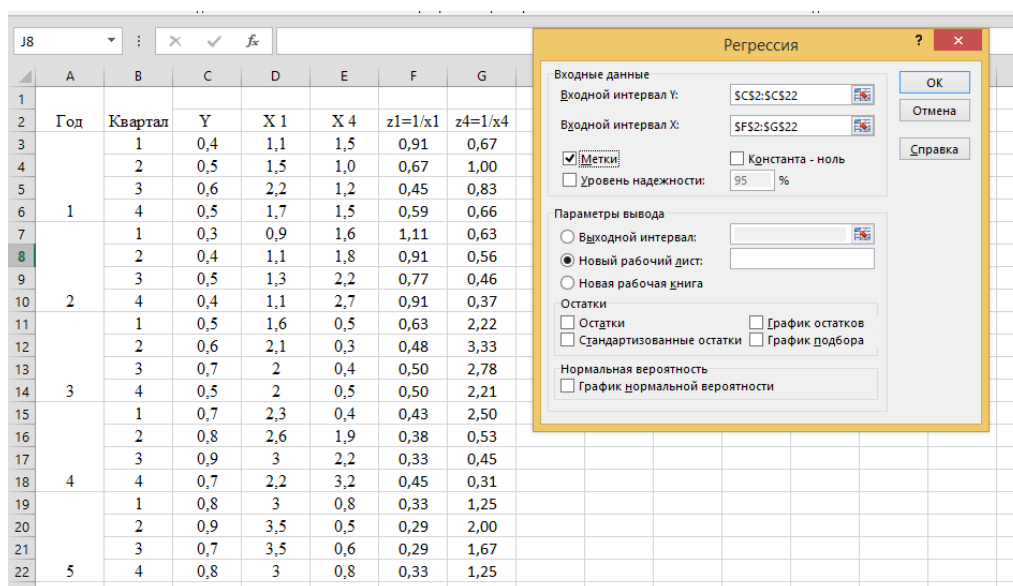 J8 fx
A B C D E F G
1
2 Год Квартал Y X 1 X 4 z1=1/x1 z4=1/x4
3 1 0,4 1,1 1,5 0,91 0,67
4 2 0,5 1,5 1,0 0,67 1,00
5 3 0,6 2,2 1,2 0,45 0,83
6 1 4 0,5 1,7 1,5 0,59 0,66
7 1 0,3 0,9 1,6 1,11 0,63
8 2 0,4 1,1 1,8 0,91 0,56
9 3 0,5 1,3 2,2 0,77 0,46
10 2 4 0,4 1,1 2,7 0,91 0,37
11 1 0,5 1,6 0,5 0,63 2,22
12 2 0,6 2,1 0,3 0,48 3,33
13 3 0,7 2 0,4 0,50 2,78
14 3 4 0,5 2 0,5 0,50 2,21
15 1 0,7 2,3 0,4 0,43 2,50
16 2 0,8 2,6 1,9 0,38 0,53
17 3 0,9 3 2,2 0,33 0,45
18 4 4 0,7 2,2 3,2 0,45 0,31
19 1 0,8 3 0,8 0,33 1,25
20 2 0,9 3,5 0,5 0,29 2,00
21 3 0,7 3,5 0,6 0,29 1,67
22 5 4 0,8 3 0,8 0,33 1,25
Регрессия ? ×
Входные данные
Входной интервал Y: $C$2:$C$22
Входной интервал X: $F$2:$G$22
Метки Константа - ноль
Уровень надежности: 95 %
ОК
Отмена
Справка
Параметры вывода
Выходной интервал:
Новый рабочий лист:
Новая рабочая книга
Остатки
Остатки График остатков
Стандартизованные остатки График подбора
Нормальная вероятность
График нормальной вероятности